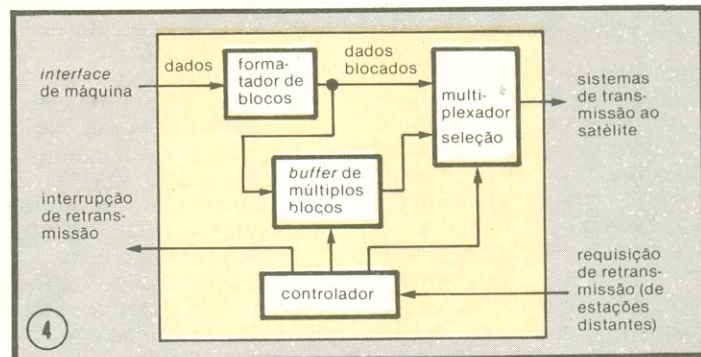 interface
de máquina
dados
forma-
tador de
blocos
dados
blocados
multi-
plexador
seleção
sistemas
de trans-
missão ao
satélite
buffer de
múltiplos
blocos
interrupção
de retrans-
missão
controlador
requisição
de retrans-
missão (de
estações
distantes)
4